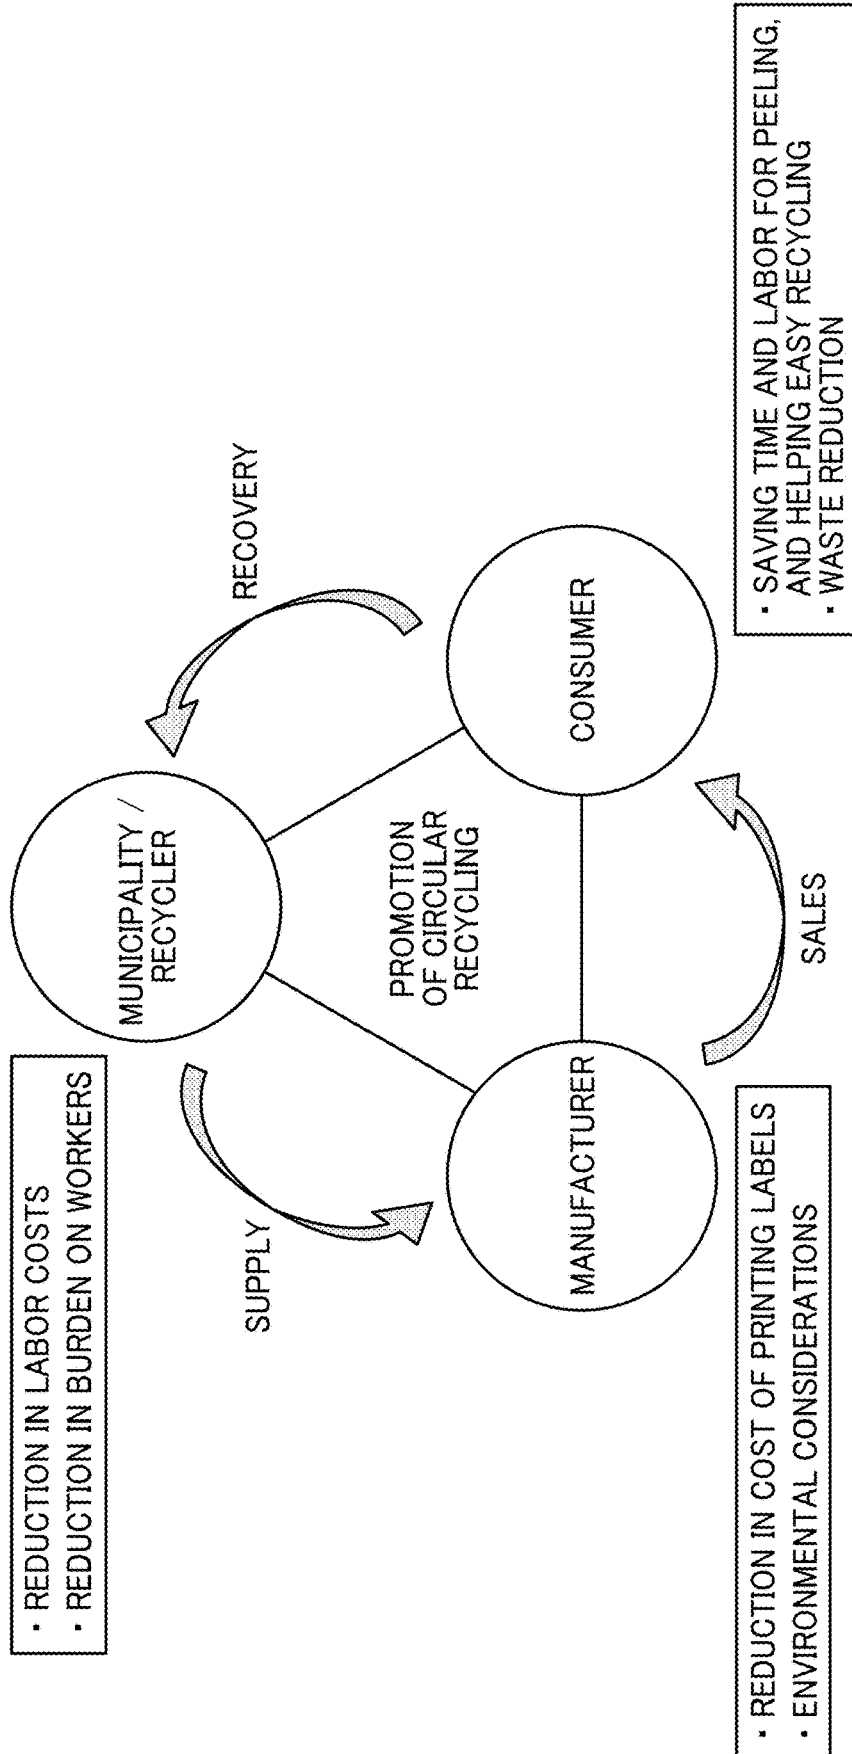 · REDUCTION IN LABOR COSTS
· REDUCTION IN BURDEN ON WORKERS
MUNICIPALITY /
RECYCLER
SUPPLY
RECOVERY
PROMOTION
OF CIRCULAR
RECYCLING
MANUFACTURER
CONSUMER
SALES
· REDUCTION IN COST OF PRINTING LABELS
· ENVIRONMENTAL CONSIDERATIONS
· SAVING TIME AND LABOR FOR PEELING,
AND HELPING EASY RECYCLING
· WASTE REDUCTION